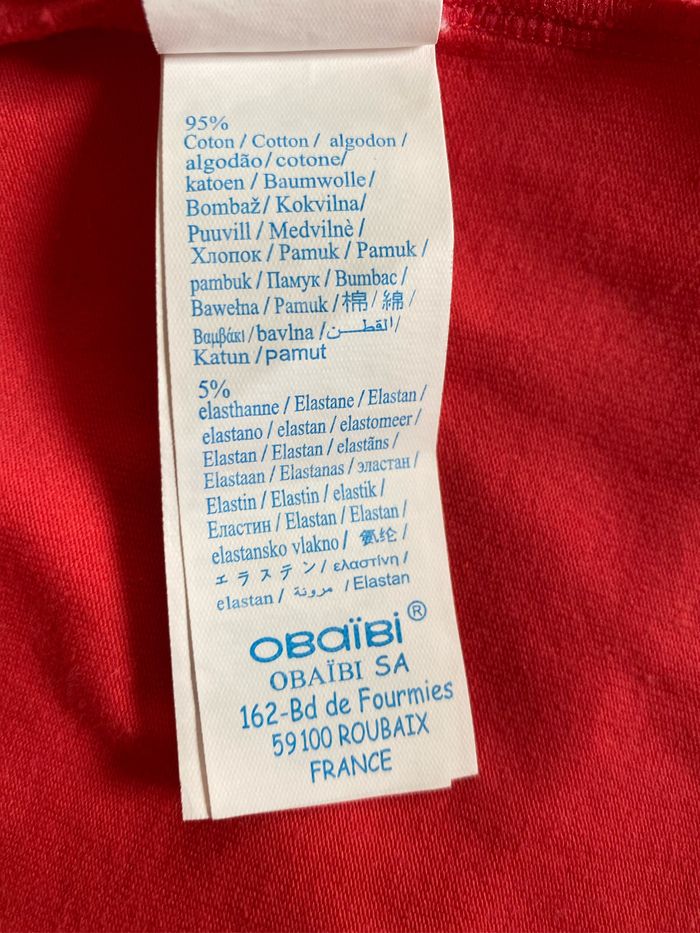 95%
Coton / Cotton / algodon /
algodão / cotone/
katoen / Baumwolle /
Bombaž / Kokvilna/
Puuvill / Medvilnè /
Хлопок / Pamuk / Pamuk /
pambuk / Памук / Bumbac /
Bawełna / Pamuk / 棉 / 綿 /
Βαμβάκι / bavlna / القطن /
Katun / pamut
5%
elasthanne / Elastane / Elastan /
elastano / elastan / elastomeer /
Elastan / Elastan / elastãns /
Elastaan / Elastanas / эластан /
Elastin / Elastin / elastik /
Еластин / Elastan / Elastan /
elastansko vlakno / 氨纶 /
エラステン / ελαστίνη /
elastan / مرونة / Elastan
OBaïBi ®
OBAÏBI SA
162-Bd de Fourmies
59100 ROUBAIX
FRANCE